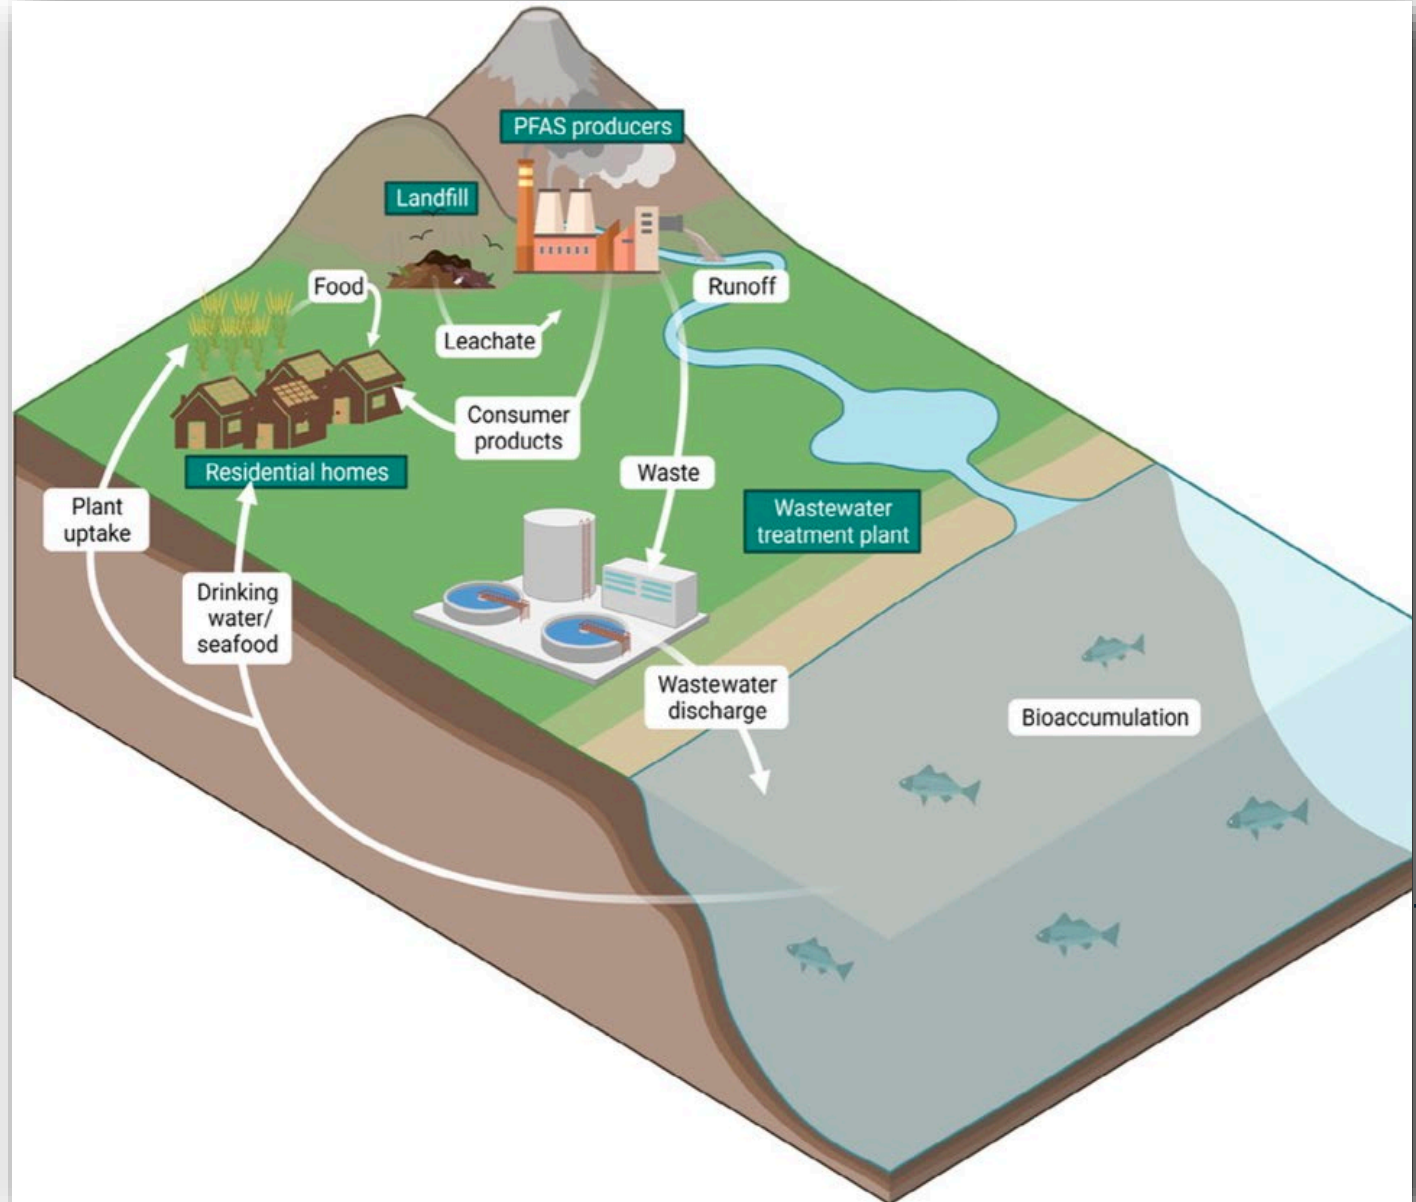 PFAS producers
Landfill
Food
Runoff
Leachate
Consumer
products
Residential homes
Waste
Plant
uptake
Wastewater
treatment plant
Drinking
water/
seafood
Wastewater
discharge
Bioaccumulation